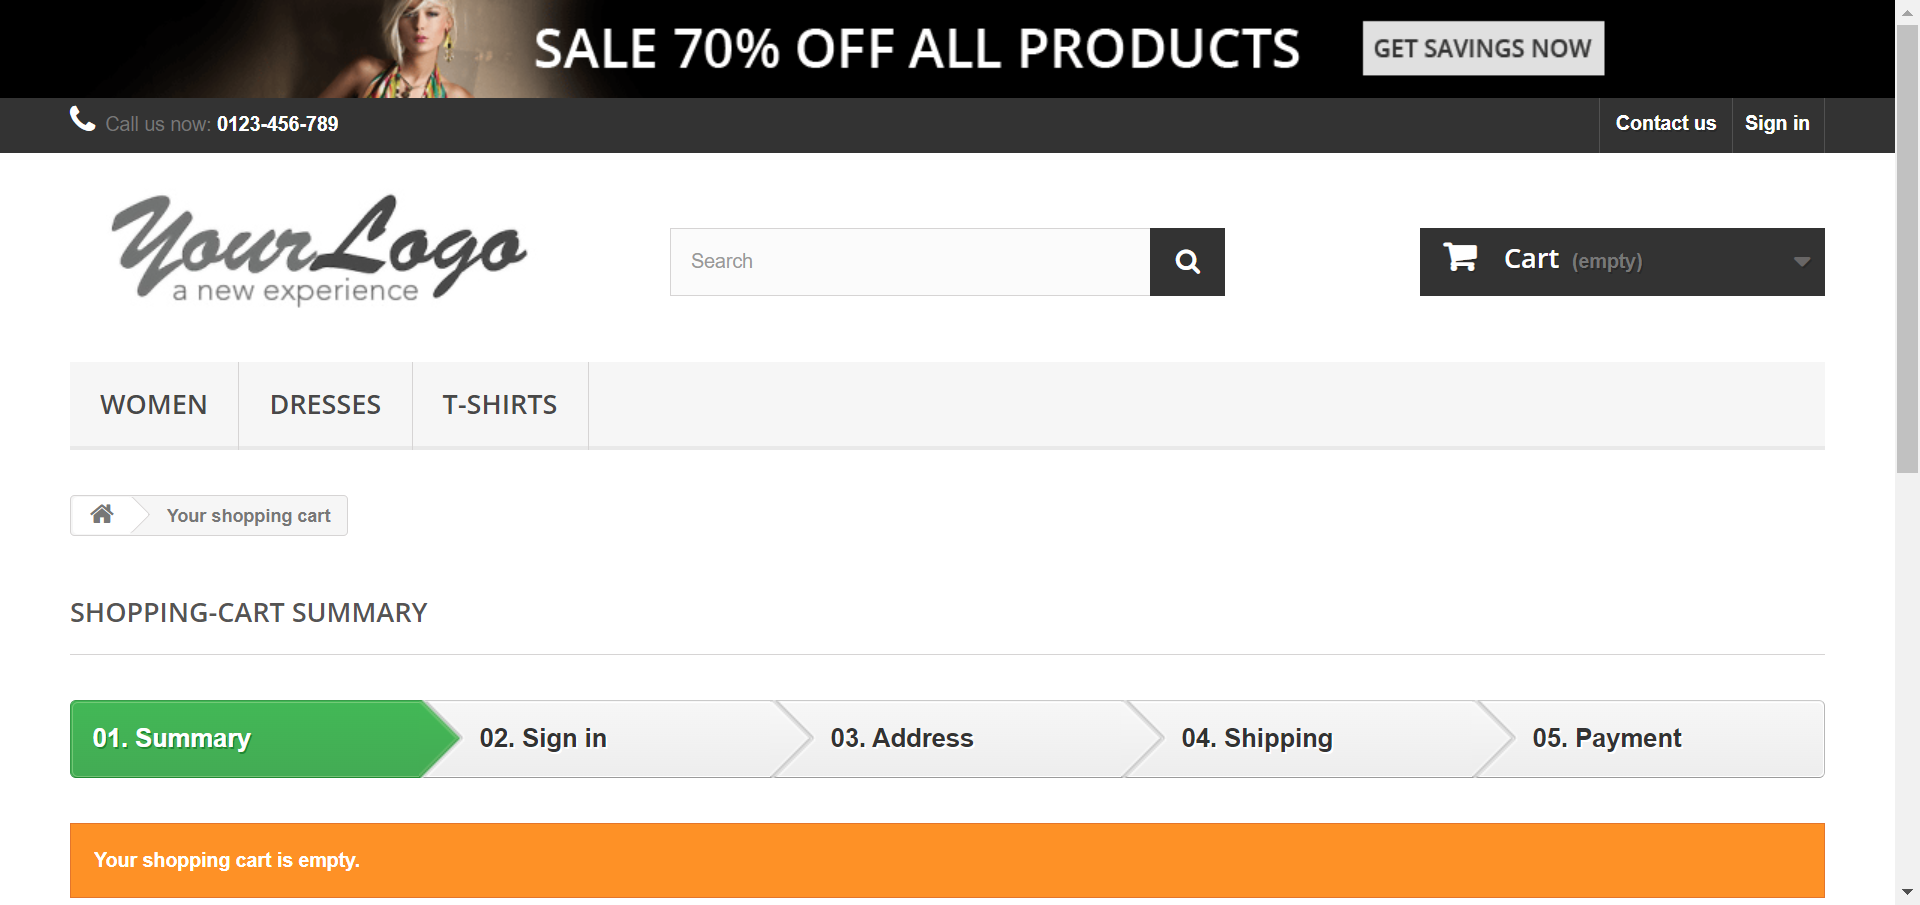 SALE 70% OFF ALL PRODUCTS GET SAVINGS NOW
Call us now: 0123-456-789 Contact us Sign in
YourLogo
a new experience
Search
Cart (empty)
WOMEN DRESSES T-SHIRTS
Your shopping cart
SHOPPING-CART SUMMARY
01. Summary 02. Sign in 03. Address 04. Shipping 05. Payment
Your shopping cart is empty.